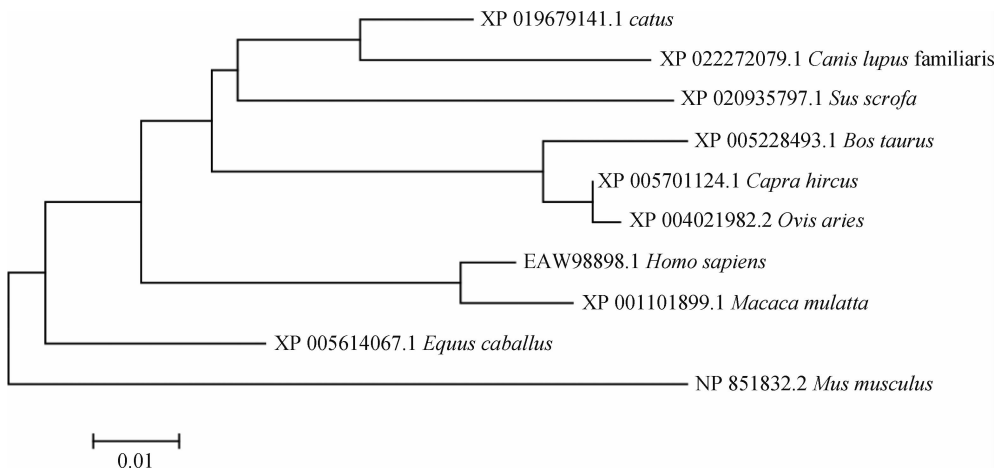 XP 019679141.1 catus
XP 022272079.1 Canis lupus familiaris
XP 020935797.1 Sus scrofa
XP 005228493.1 Bos taurus
XP 005701124.1 Capra hircus
XP 004021982.2 Ovis aries
EAW98898.1 Homo sapiens
XP 001101899.1 Macaca mulatta
XP 005614067.1 Equus caballus
NP 851832.2 Mus musculus
0.01